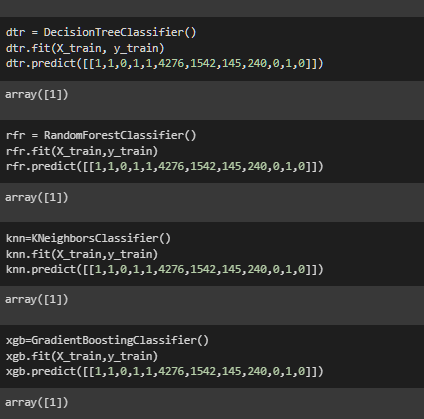 dtr = DecisionTreeClassifier()
dtr.fit(X_train, y_train)
dtr.predict([[1,1,0,1,1,4276,1542,145,240,0,1,0]])
array([1])
rfr = RandomForestClassifier()
rfr.fit(X_train,y_train)
rfr.predict([[1,1,0,1,1,4276,1542,145,240,0,1,0]])
array([1])
knn=KNeighborsClassifier()
knn.fit(X_train,y_train)
knn.predict([[1,1,0,1,1,4276,1542,145,240,0,1,0]])
array([1])
xgb=GradientBoostingClassifier()
xgb.fit(X_train,y_train)
xgb.predict([[1,1,0,1,1,4276,1542,145,240,0,1,0]])
array([1])